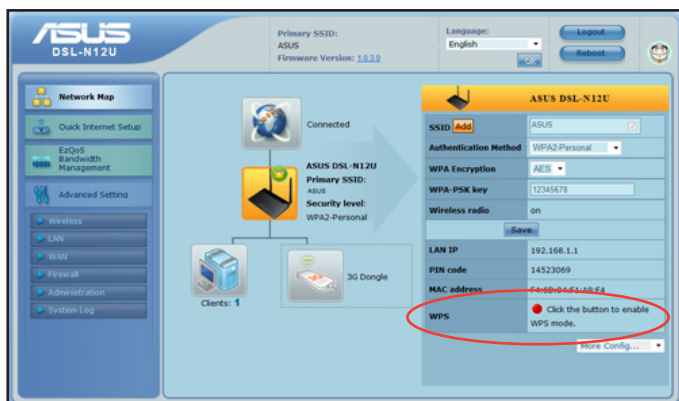 ASUS
DSL-N12U
Primary SSID:
ASUS
Firmware Version: 1.0.3.0
Language:
English
OK
Logout
Reboot
Network Map
Quick Internet Setup
EzQoS
Bandwidth
Management
Advanced Setting
Wireless
LAN
WAN
Firewall
Administration
System Log
Connected
ASUS DSL-N12U
Primary SSID:
ASUS
Security level:
WPA2-Personal
Clients: 1
3G Dongle
ASUS DSL-N12U
SSID Add ASUS
Authentication Method WPA2-Personal
WPA Encryption AES
WPA-PSK key 12345678
Wireless radio on
Save
LAN IP 192.168.1.1
PIN code 14523069
MAC address
WPS Click the button to enable
WPS mode.
More Config...